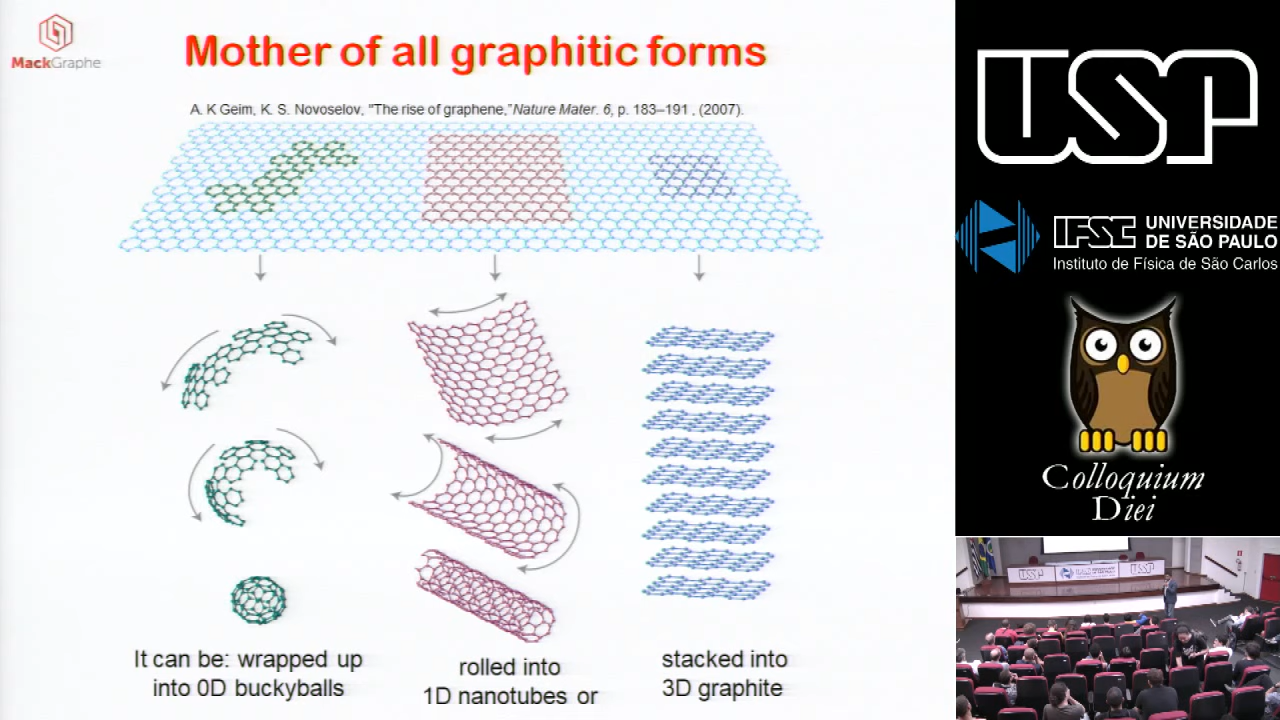 MackGraphe
Mother of all graphitic forms
A. K Geim, K. S. Novoselov, "The rise of graphene,"Nature Mater. 6, p. 183–191 , (2007).
It can be: wrapped up
into 0D buckyballs
rolled into
1D nanotubes or
stacked into
3D graphite
USP
IFSC UNIVERSIDADE
DE SÃO PAULO
Instituto de Física de São Carlos
Colloquium
Diei
USP
USP